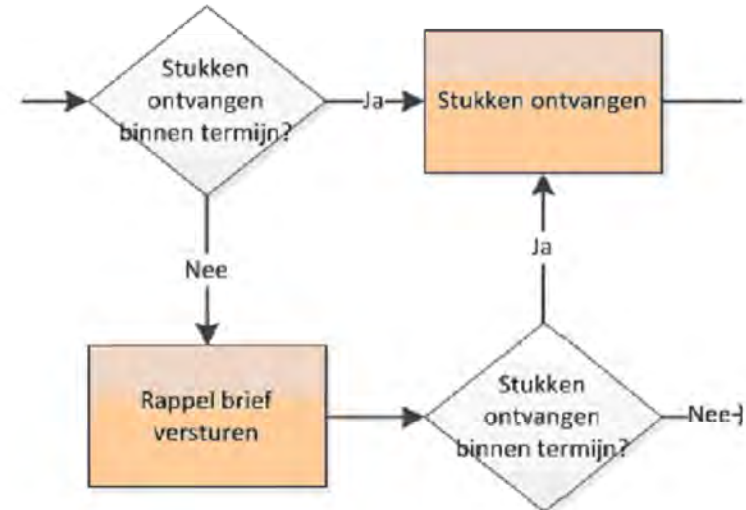 Stukken
ontvangen
binnen termijn?
Ja
Stukken ontvangen
Nee
Ja
Rappel brief
versturen
Stukken
ontvangen
binnen termijn?
Nee